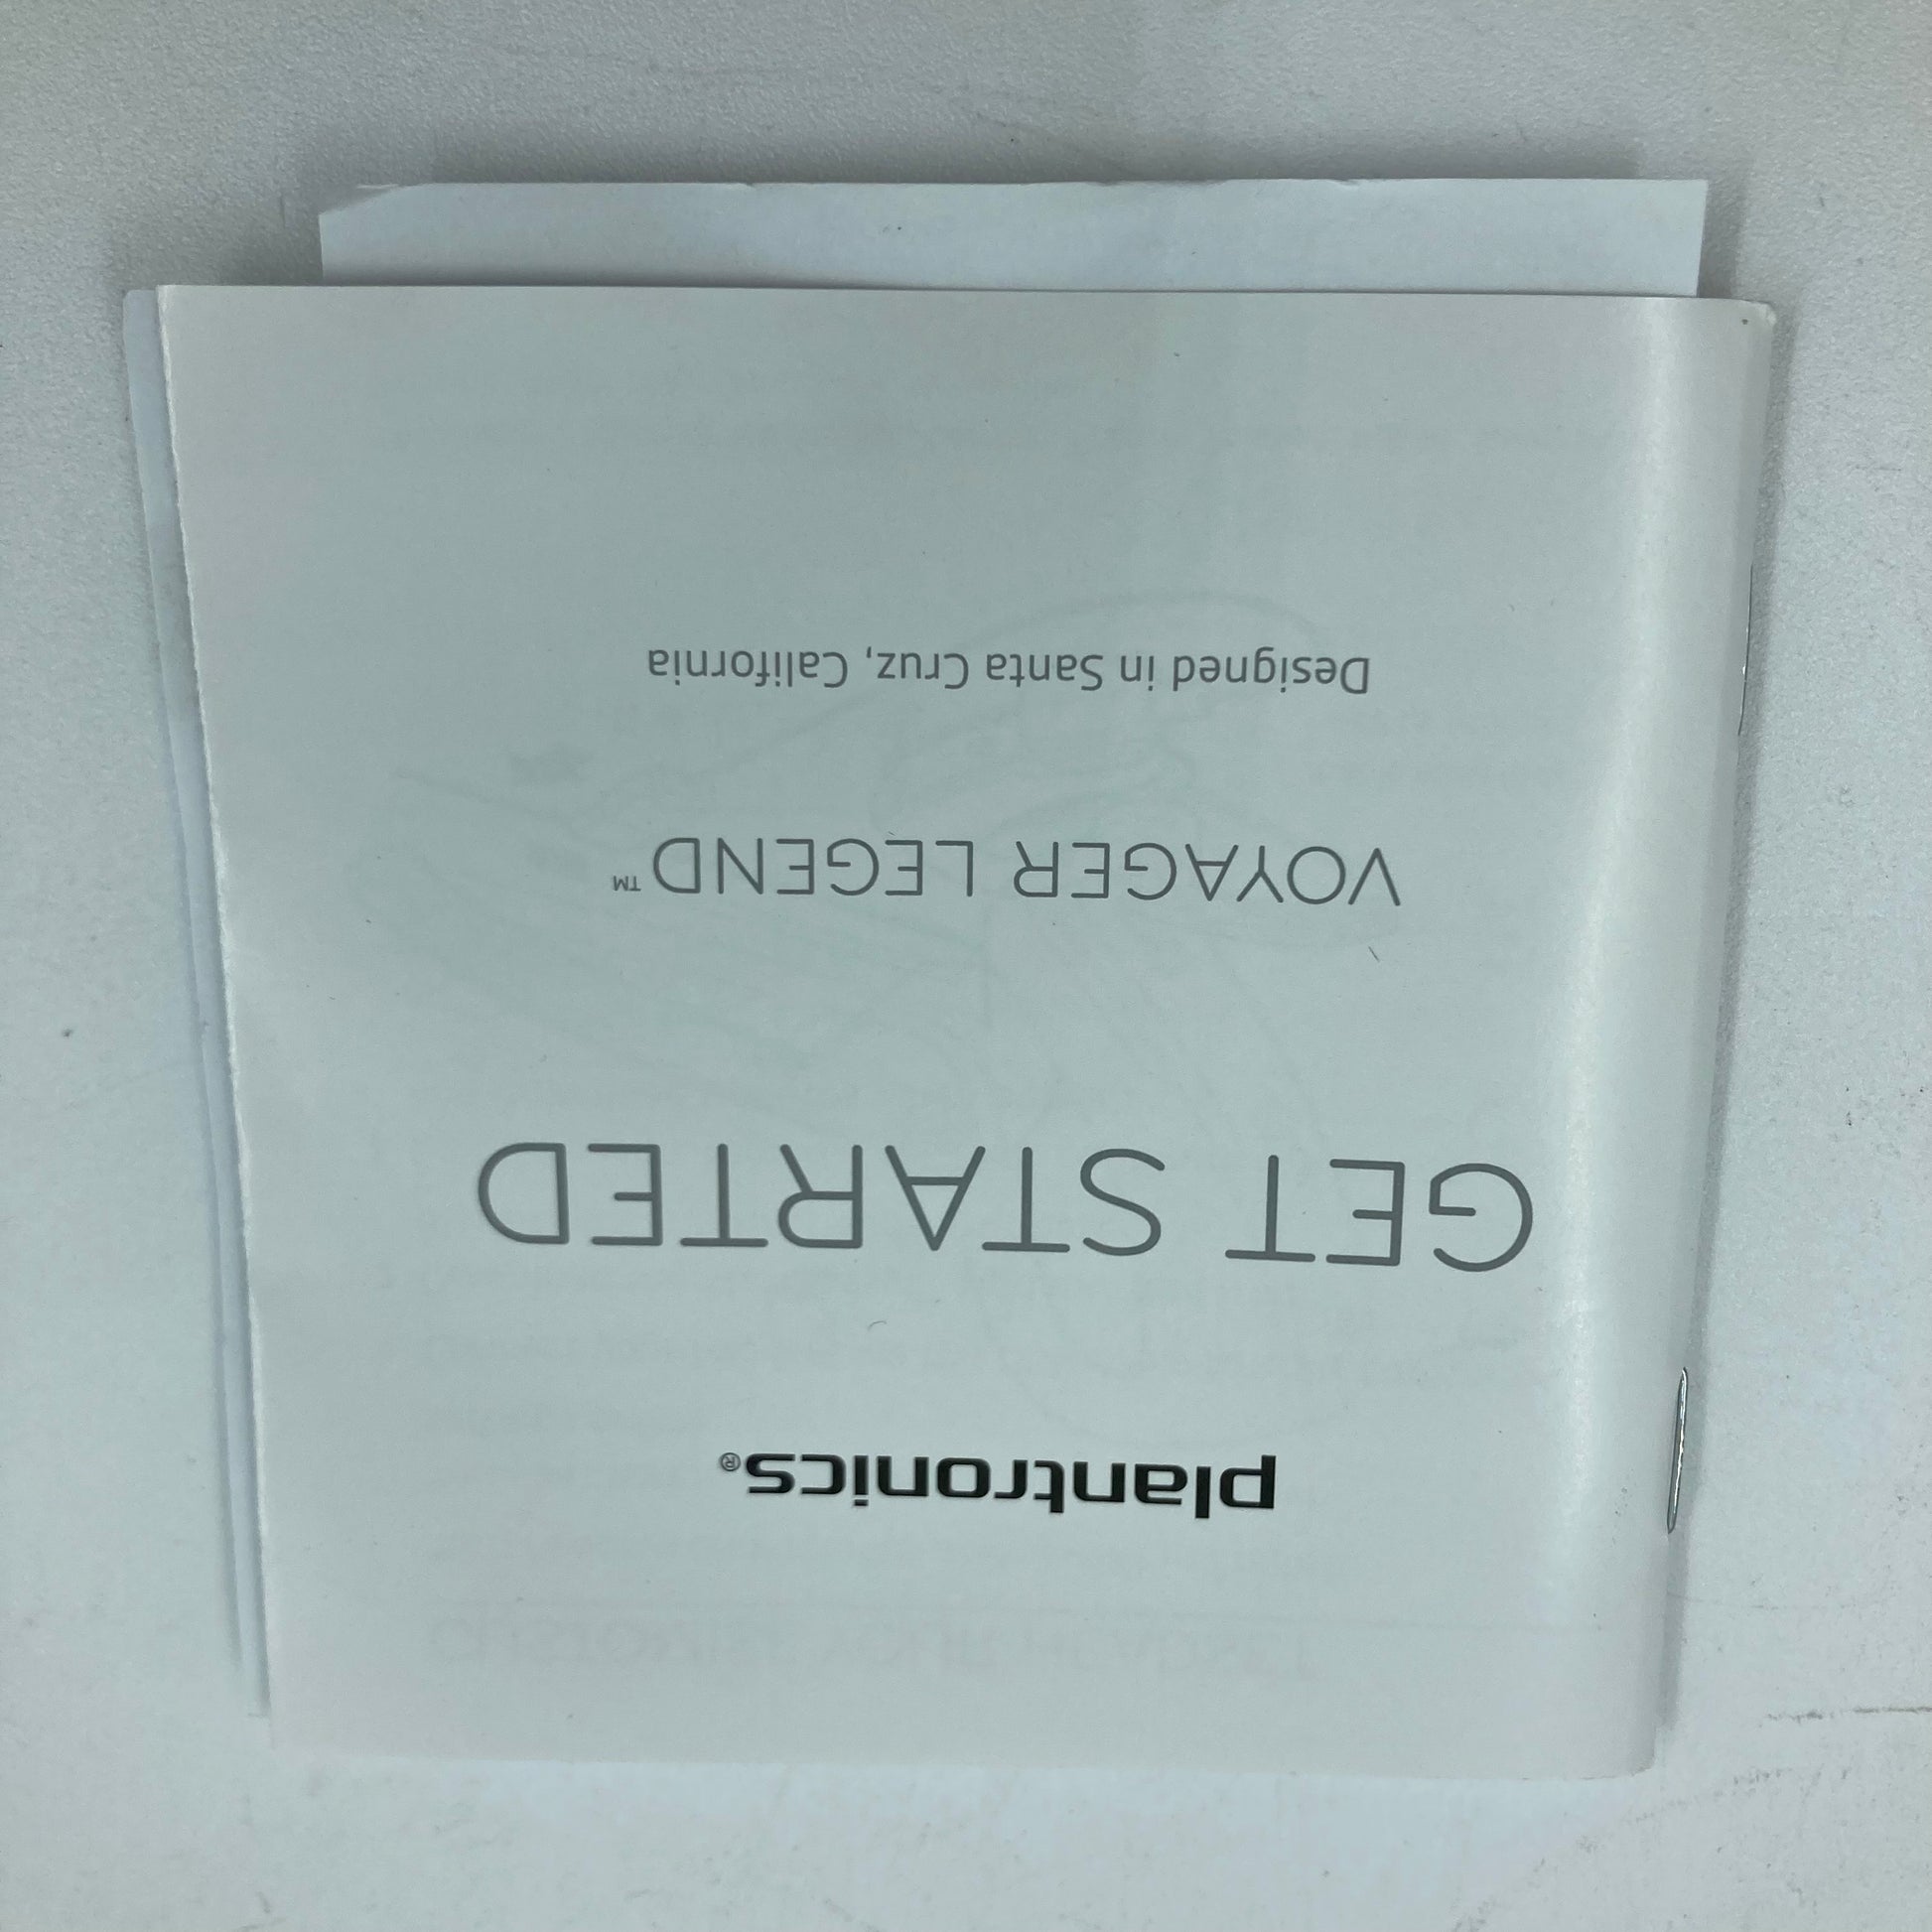 plantronics®
GET STARTED
VOYAGER LEGEND™
Designed in Santa Cruz, California